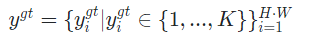 $y^{gt} = \{y_i^{gt} | y_i^{gt} \in \{1, ..., K\}\}_{i=1}^{H \cdot W}$